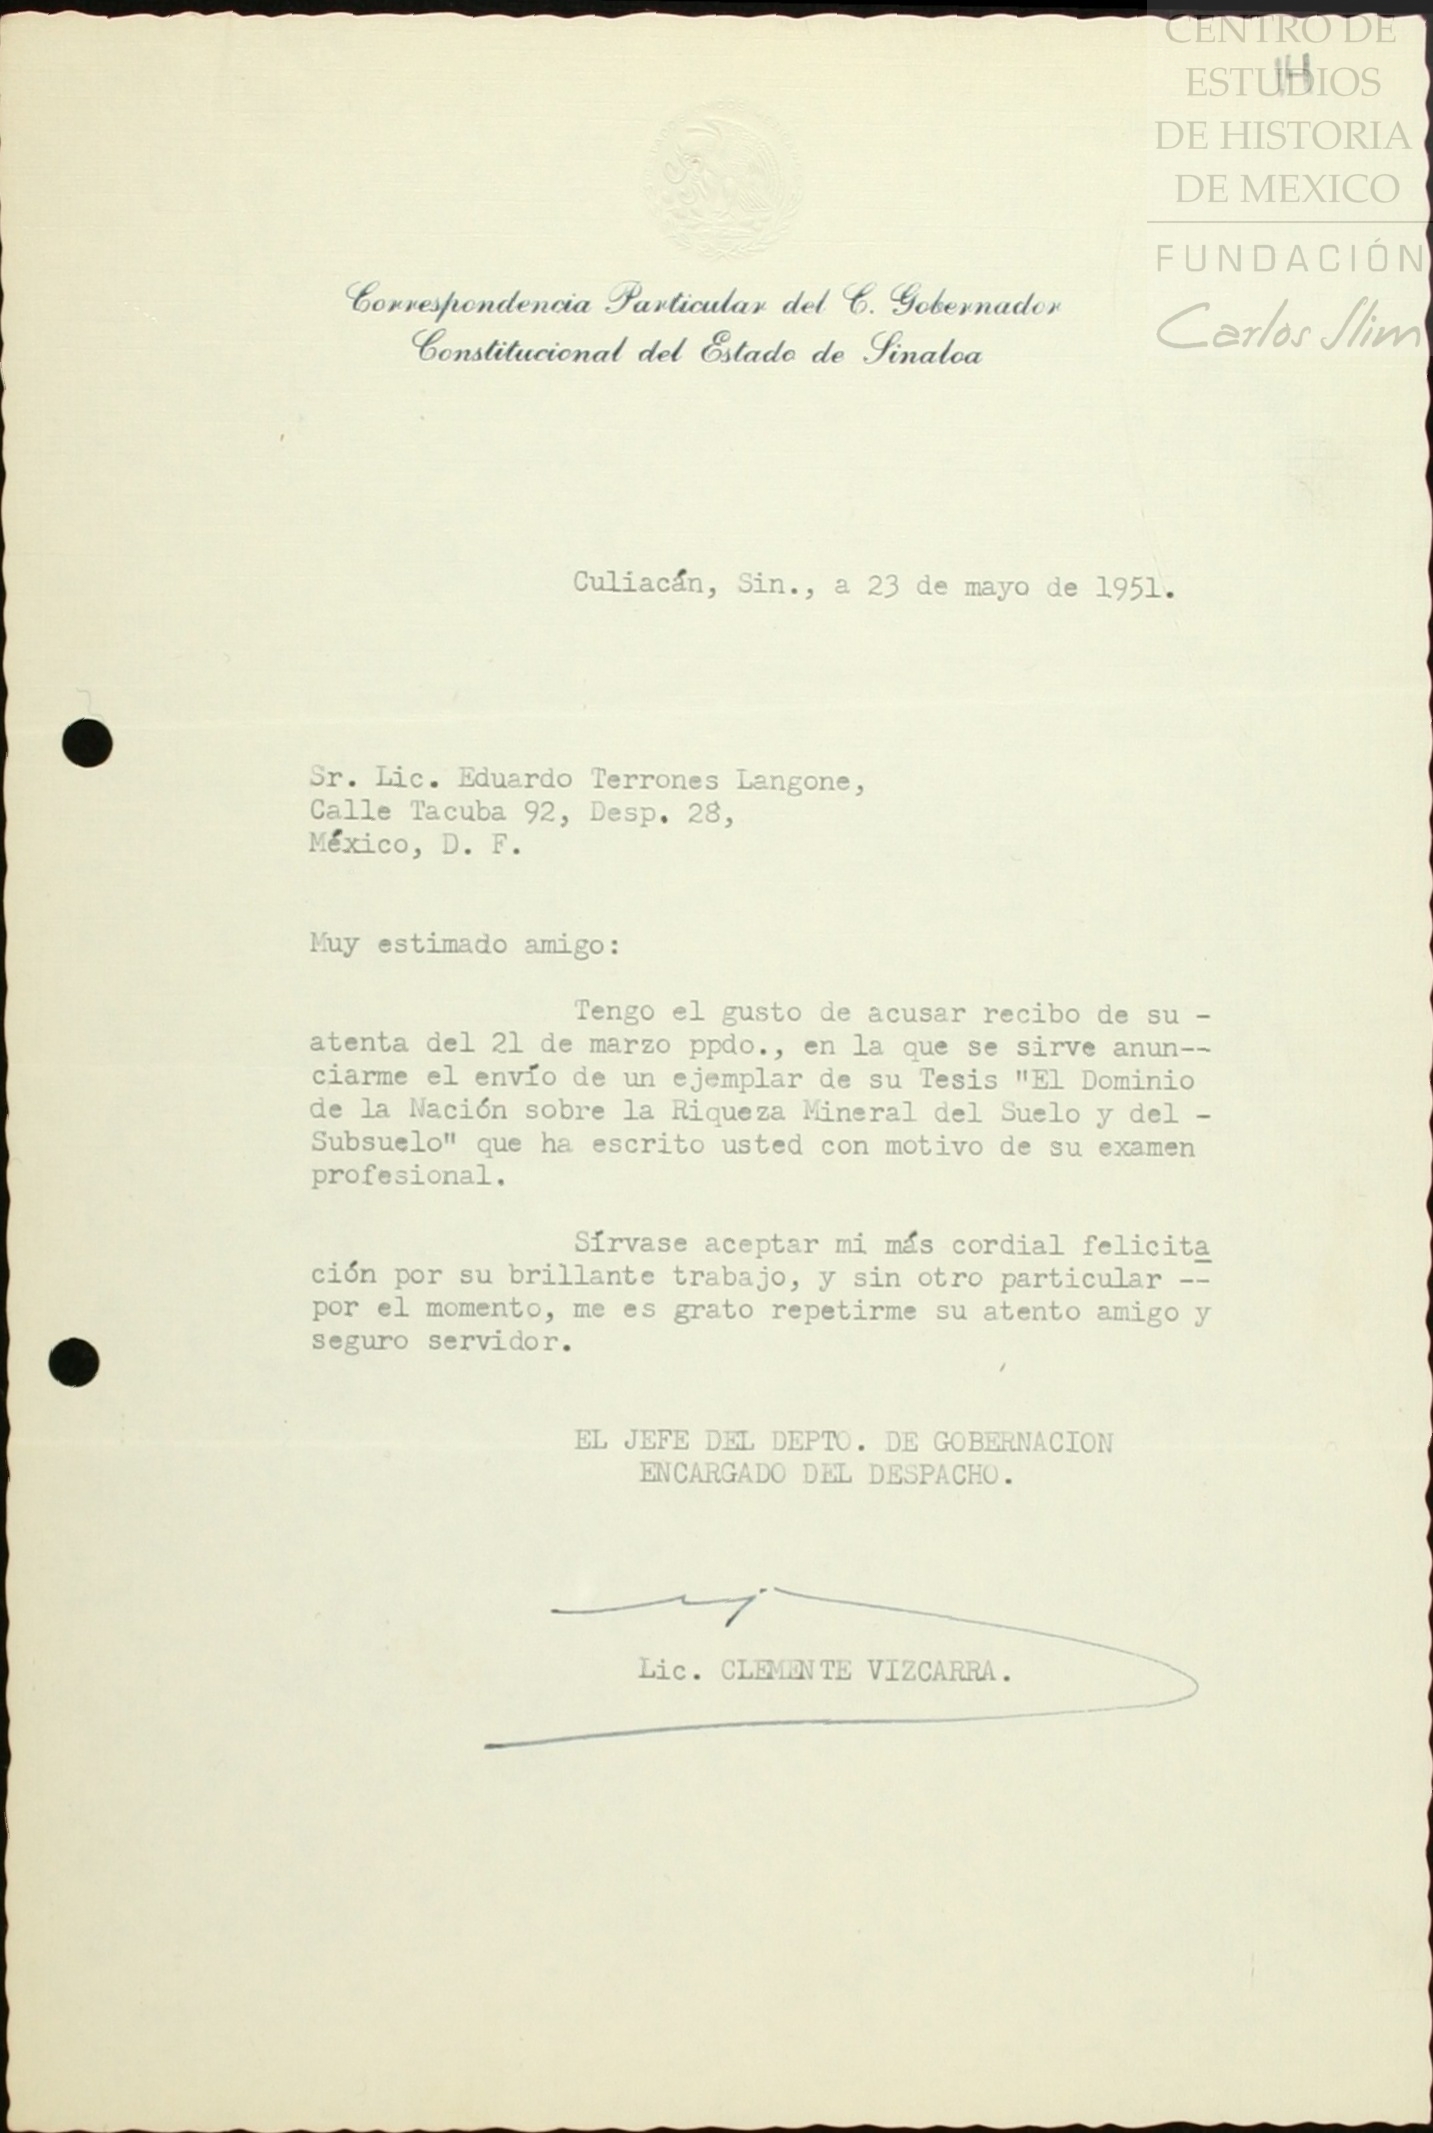 CENTRO DE
ESTUDIOS
DE HISTORIA
DE MEXICO
FUNDACIÓN
Carlos Slim
14
Correspondencia Particular del C. Gobernador
Constitucional del Estado de Sinaloa
Culiacán, Sin., a 23 de mayo de 1951.
Sr. Lic. Eduardo Terrones Langone,
Calle Tacuba 92, Desp. 28,
México, D. F.
Muy estimado amigo:
Tengo el gusto de acusar recibo de su -
atenta del 21 de marzo ppdo., en la que se sirve anun--
ciarme el envío de un ejemplar de su Tesis "El Dominio
de la Nación sobre la Riqueza Mineral del Suelo y del -
Subsuelo" que ha escrito usted con motivo de su examen
profesional.
Sírvase aceptar mi más cordial felicita
ción por su brillante trabajo, y sin otro particular --
por el momento, me es grato repetirme su atento amigo y
seguro servidor.
EL JEFE DEL DEPTO. DE GOBERNACION
ENCARGADO DEL DESPACHO.
Lic. CLEMENTE VIZCARRA.